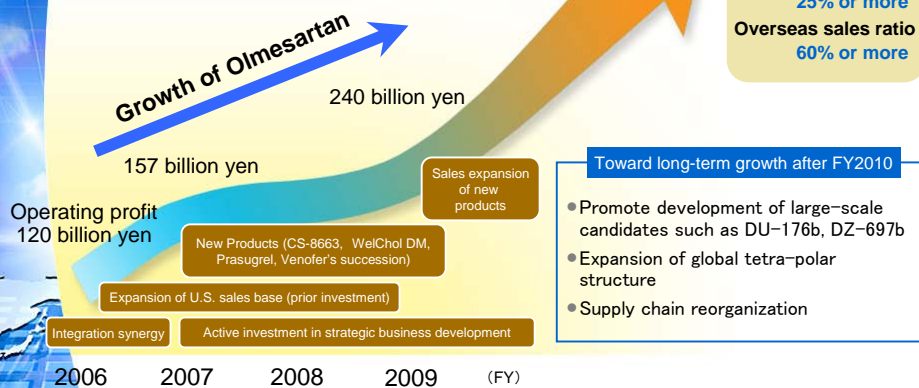 25% or more
Overseas sales ratio
60% or more
Growth of Olmesartan
240 billion yen
157 billion yen
Operating profit
120 billion yen
Sales expansion
of new
products
New Products (CS-8663, WelChol DM,
Prasugrel, Venofer's succession)
Expansion of U.S. sales base (prior investment)
Integration synergy
Active investment in strategic business development
Toward long-term growth after FY2010
•Promote development of large-scale
candidates such as DU-176b, DZ-697b
•Expansion of global tetra-polar
structure
•Supply chain reorganization
2006 2007 2008 2009 (FY)